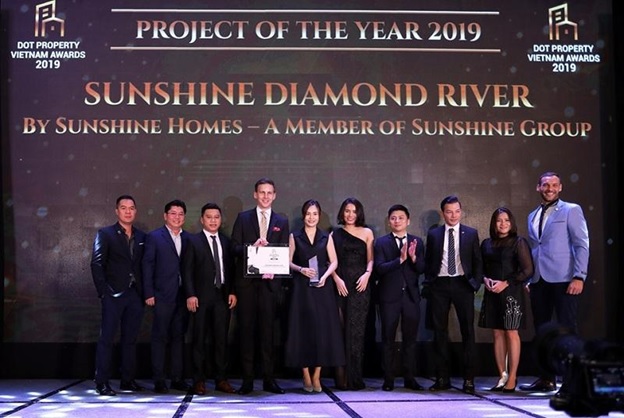 PROJECT OF THE YEAR 2019
DOT PROPERTY
VIETNAM AWARDS
2019
DOT PROPERTY
VIETNAM AWARDS
2019
SUNSHINE DIAMOND RIVER
BY SUNSHINE HOMES – A MEMBER OF SUNSHINE GROUP